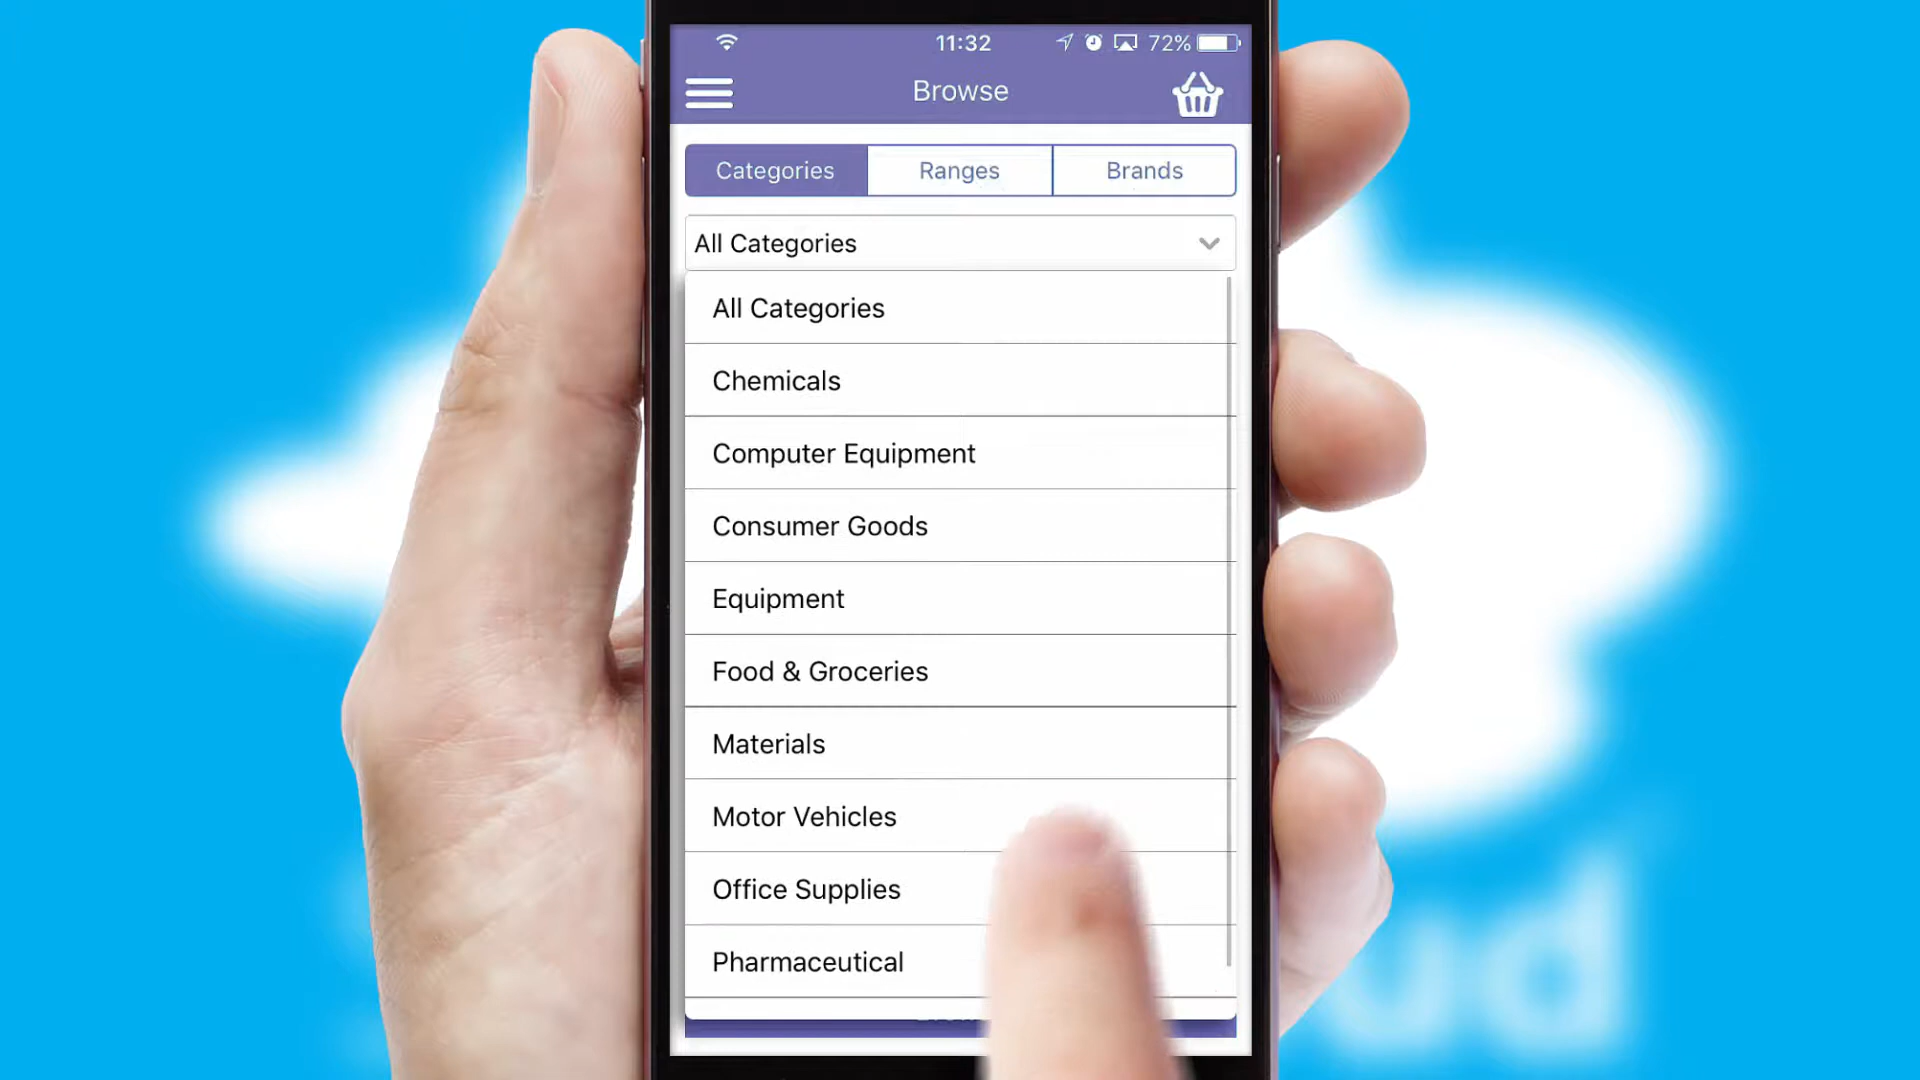 11:32
72%
Browse
Categories
Ranges
Brands
All Categories
All Categories
Chemicals
Computer Equipment
Consumer Goods
Equipment
Food & Groceries
Materials
Motor Vehicles
Office Supplies
Pharmaceutical
ud